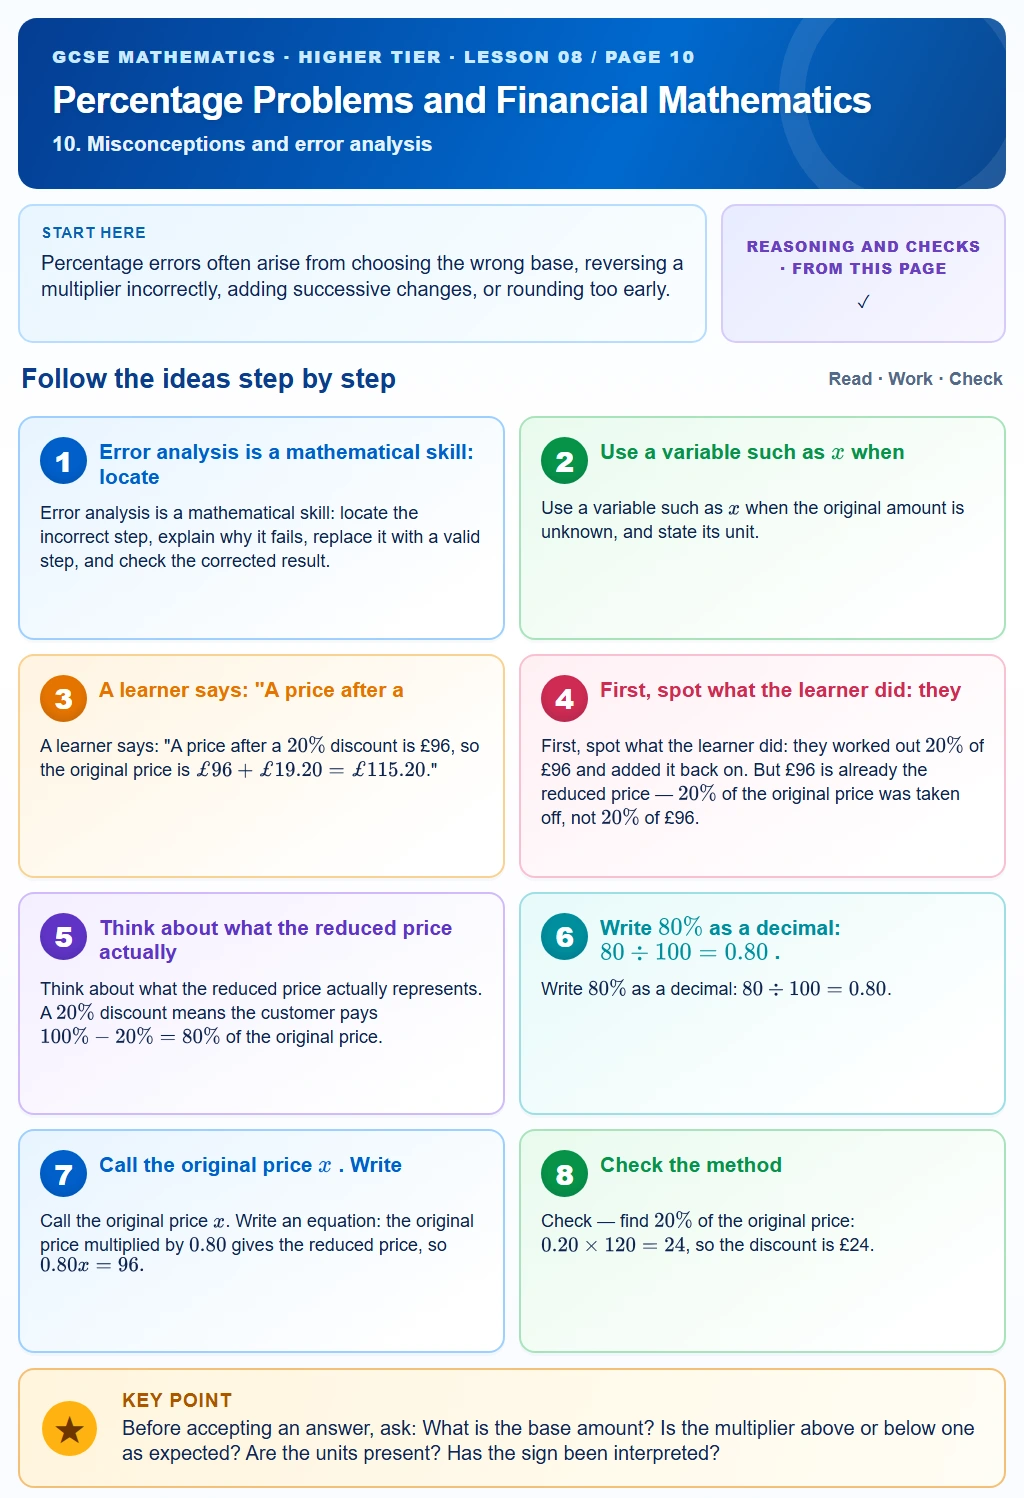 GCSE MATHEMATICS · HIGHER TIER · LESSON 08 / PAGE 10
Percentage Problems and Financial Mathematics
10. Misconceptions and error analysis
START HERE
Percentage errors often arise from choosing the wrong base, reversing a
multiplier incorrectly, adding successive changes, or rounding too early.
REASONING AND CHECKS
· FROM THIS PAGE
✓
Follow the ideas step by step
Read · Work · Check
1
Error analysis is a mathematical skill:
locate
Error analysis is a mathematical skill: locate the
incorrect step, explain why it fails, replace it with a valid
step, and check the corrected result.
2
Use a variable such as x when
Use a variable such as x when the original amount is
unknown, and state its unit.
3
A learner says: "A price after a
A learner says: "A price after a 20% discount is £96, so
the original price is £96 + £19.20 = £115.20."
4
First, spot what the learner did: they
First, spot what the learner did: they worked out 20% of
£96 and added it back on. But £96 is already the
reduced price — 20% of the original price was taken
off, not 20% of £96.
5
Think about what the reduced price
actually
Think about what the reduced price actually represents.
A 20% discount means the customer pays
100% − 20% = 80% of the original price.
6
Write 80% as a decimal:
80 ÷ 100 = 0.80 .
Write 80% as a decimal: 80 ÷ 100 = 0.80.
7
Call the original price x . Write
Call the original price x. Write an equation: the original
price multiplied by 0.80 gives the reduced price, so
0.80x = 96.
8
Check the method
Check — find 20% of the original price:
0.20 × 120 = 24, so the discount is £24.
★
KEY POINT
Before accepting an answer, ask: What is the base amount? Is the multiplier above or below one
as expected? Are the units present? Has the sign been interpreted?